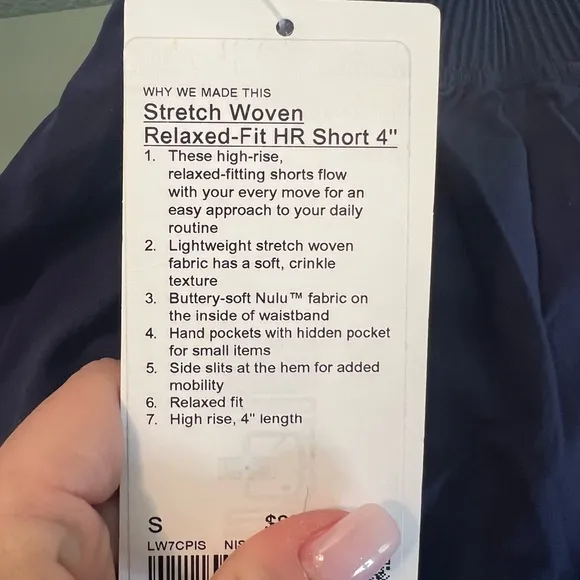 WHY WE MADE THIS
Stretch Woven
Relaxed-Fit HR Short 4"
1. These high-rise,
relaxed-fitting shorts flow
with your every move for an
easy approach to your daily
routine
2. Lightweight stretch woven
fabric has a soft, crinkle
texture
3. Buttery-soft Nulu™ fabric on
the inside of waistband
4. Hand pockets with hidden pocket
for small items
5. Side slits at the hem for added
mobility
6. Relaxed fit
7. High rise, 4" length
S
LW7CPIS